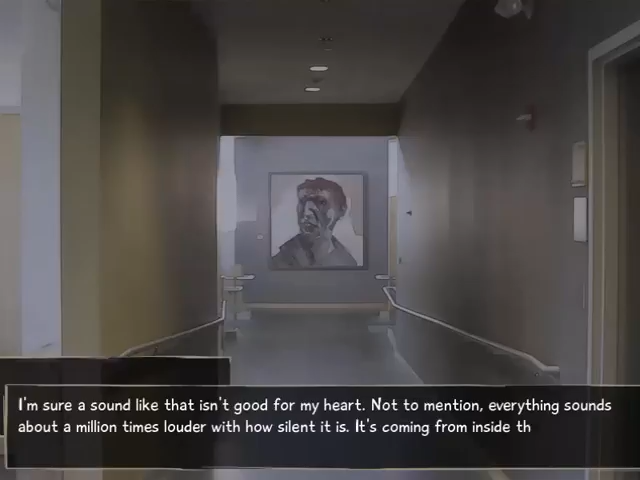 I'm sure a sound like that isn't good for my heart. Not to mention, everything sounds
about a million times louder with how silent it is. It's coming from inside th